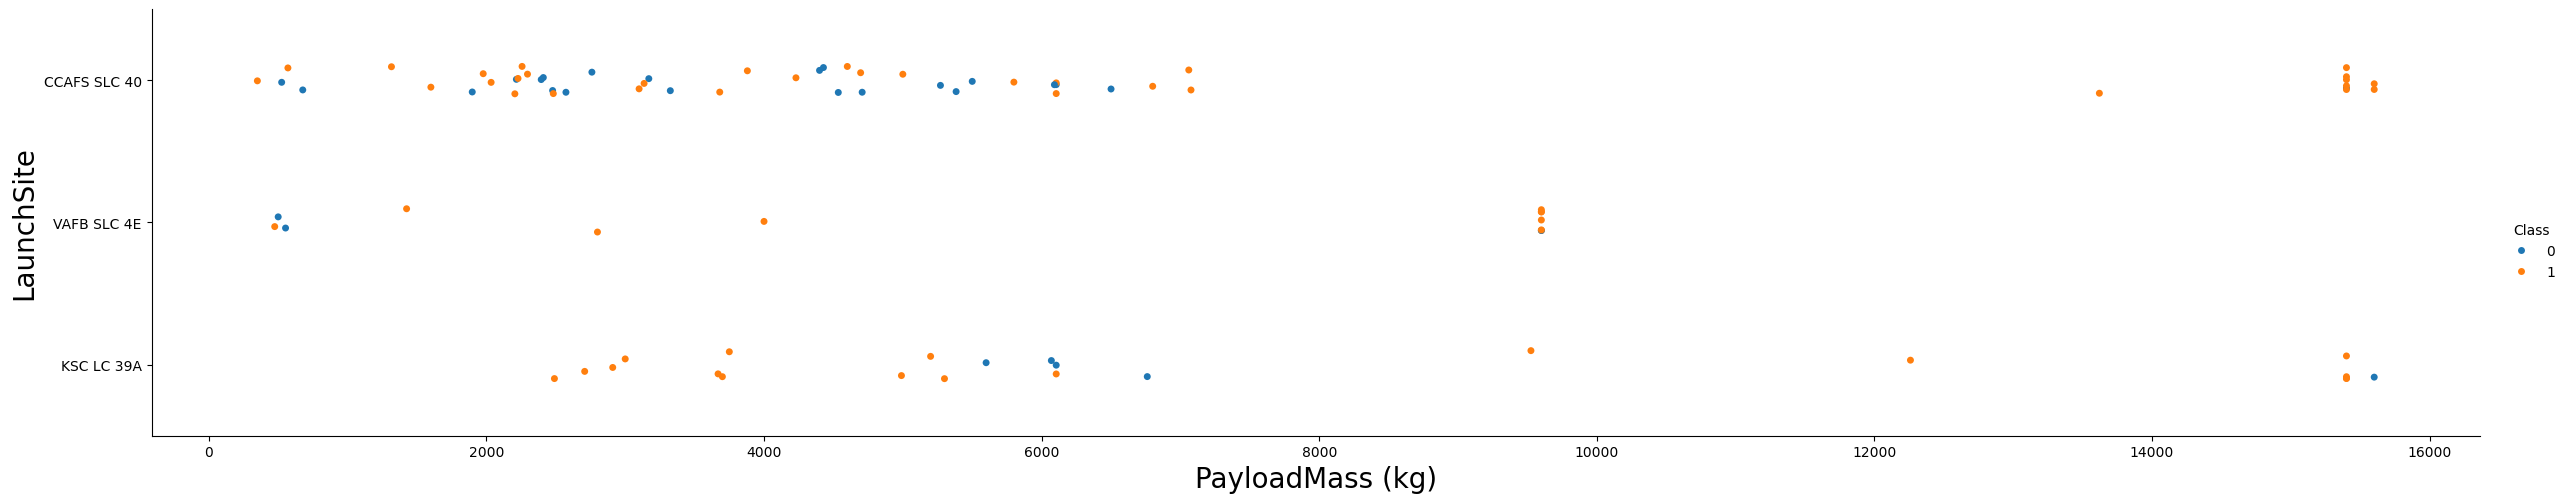 LaunchSite
CCAFS SLC 40
VAFB SLC 4E
KSC LC 39A
0 2000 4000 6000 8000 10000 12000 14000 16000
PayloadMass (kg)
Class
0
1